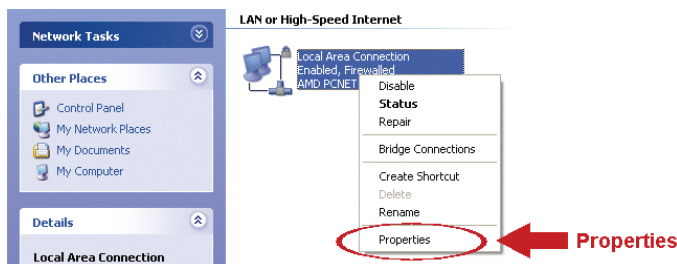 LAN or High-Speed Internet
Network Tasks
Other Places
Control Panel
My Network Places
My Documents
My Computer
Details
Local Area Connection
Local Area Connection
Enabled, Firewalled
AMD PCNET
Disable
Status
Repair
Bridge Connections
Create Shortcut
Delete
Rename
Properties
Properties